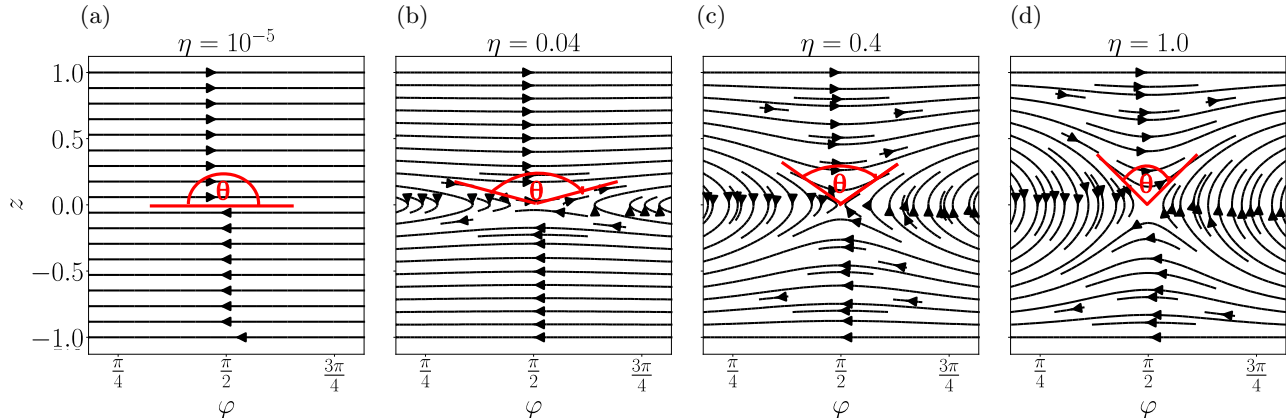 (a) (b) (c) (d)
η = 10⁻⁵ η = 0.04 η = 0.4 η = 1.0
1.0
0.5
z 0.0
−0.5
−1.0
θ θ θ θ
π/4 π/2 3π/4 π/4 π/2 3π/4 π/4 π/2 3π/4 π/4 π/2 3π/4
φ φ φ φ